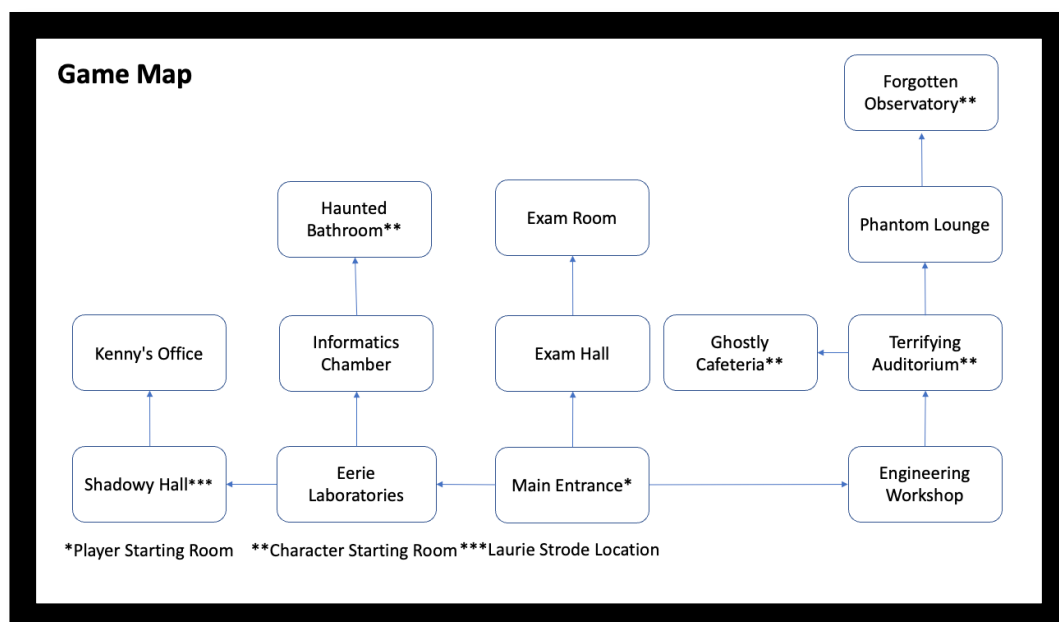 Game Map
Forgotten
Observatory**
Haunted
Bathroom**
Exam Room
Phantom Lounge
Kenny's Office
Informatics
Chamber
Exam Hall
Ghostly
Cafeteria**
Terrifying
Auditorium**
Shadowy Hall***
Eerie
Laboratories
Main Entrance*
Engineering
Workshop
*Player Starting Room **Character Starting Room ***Laurie Strode Location